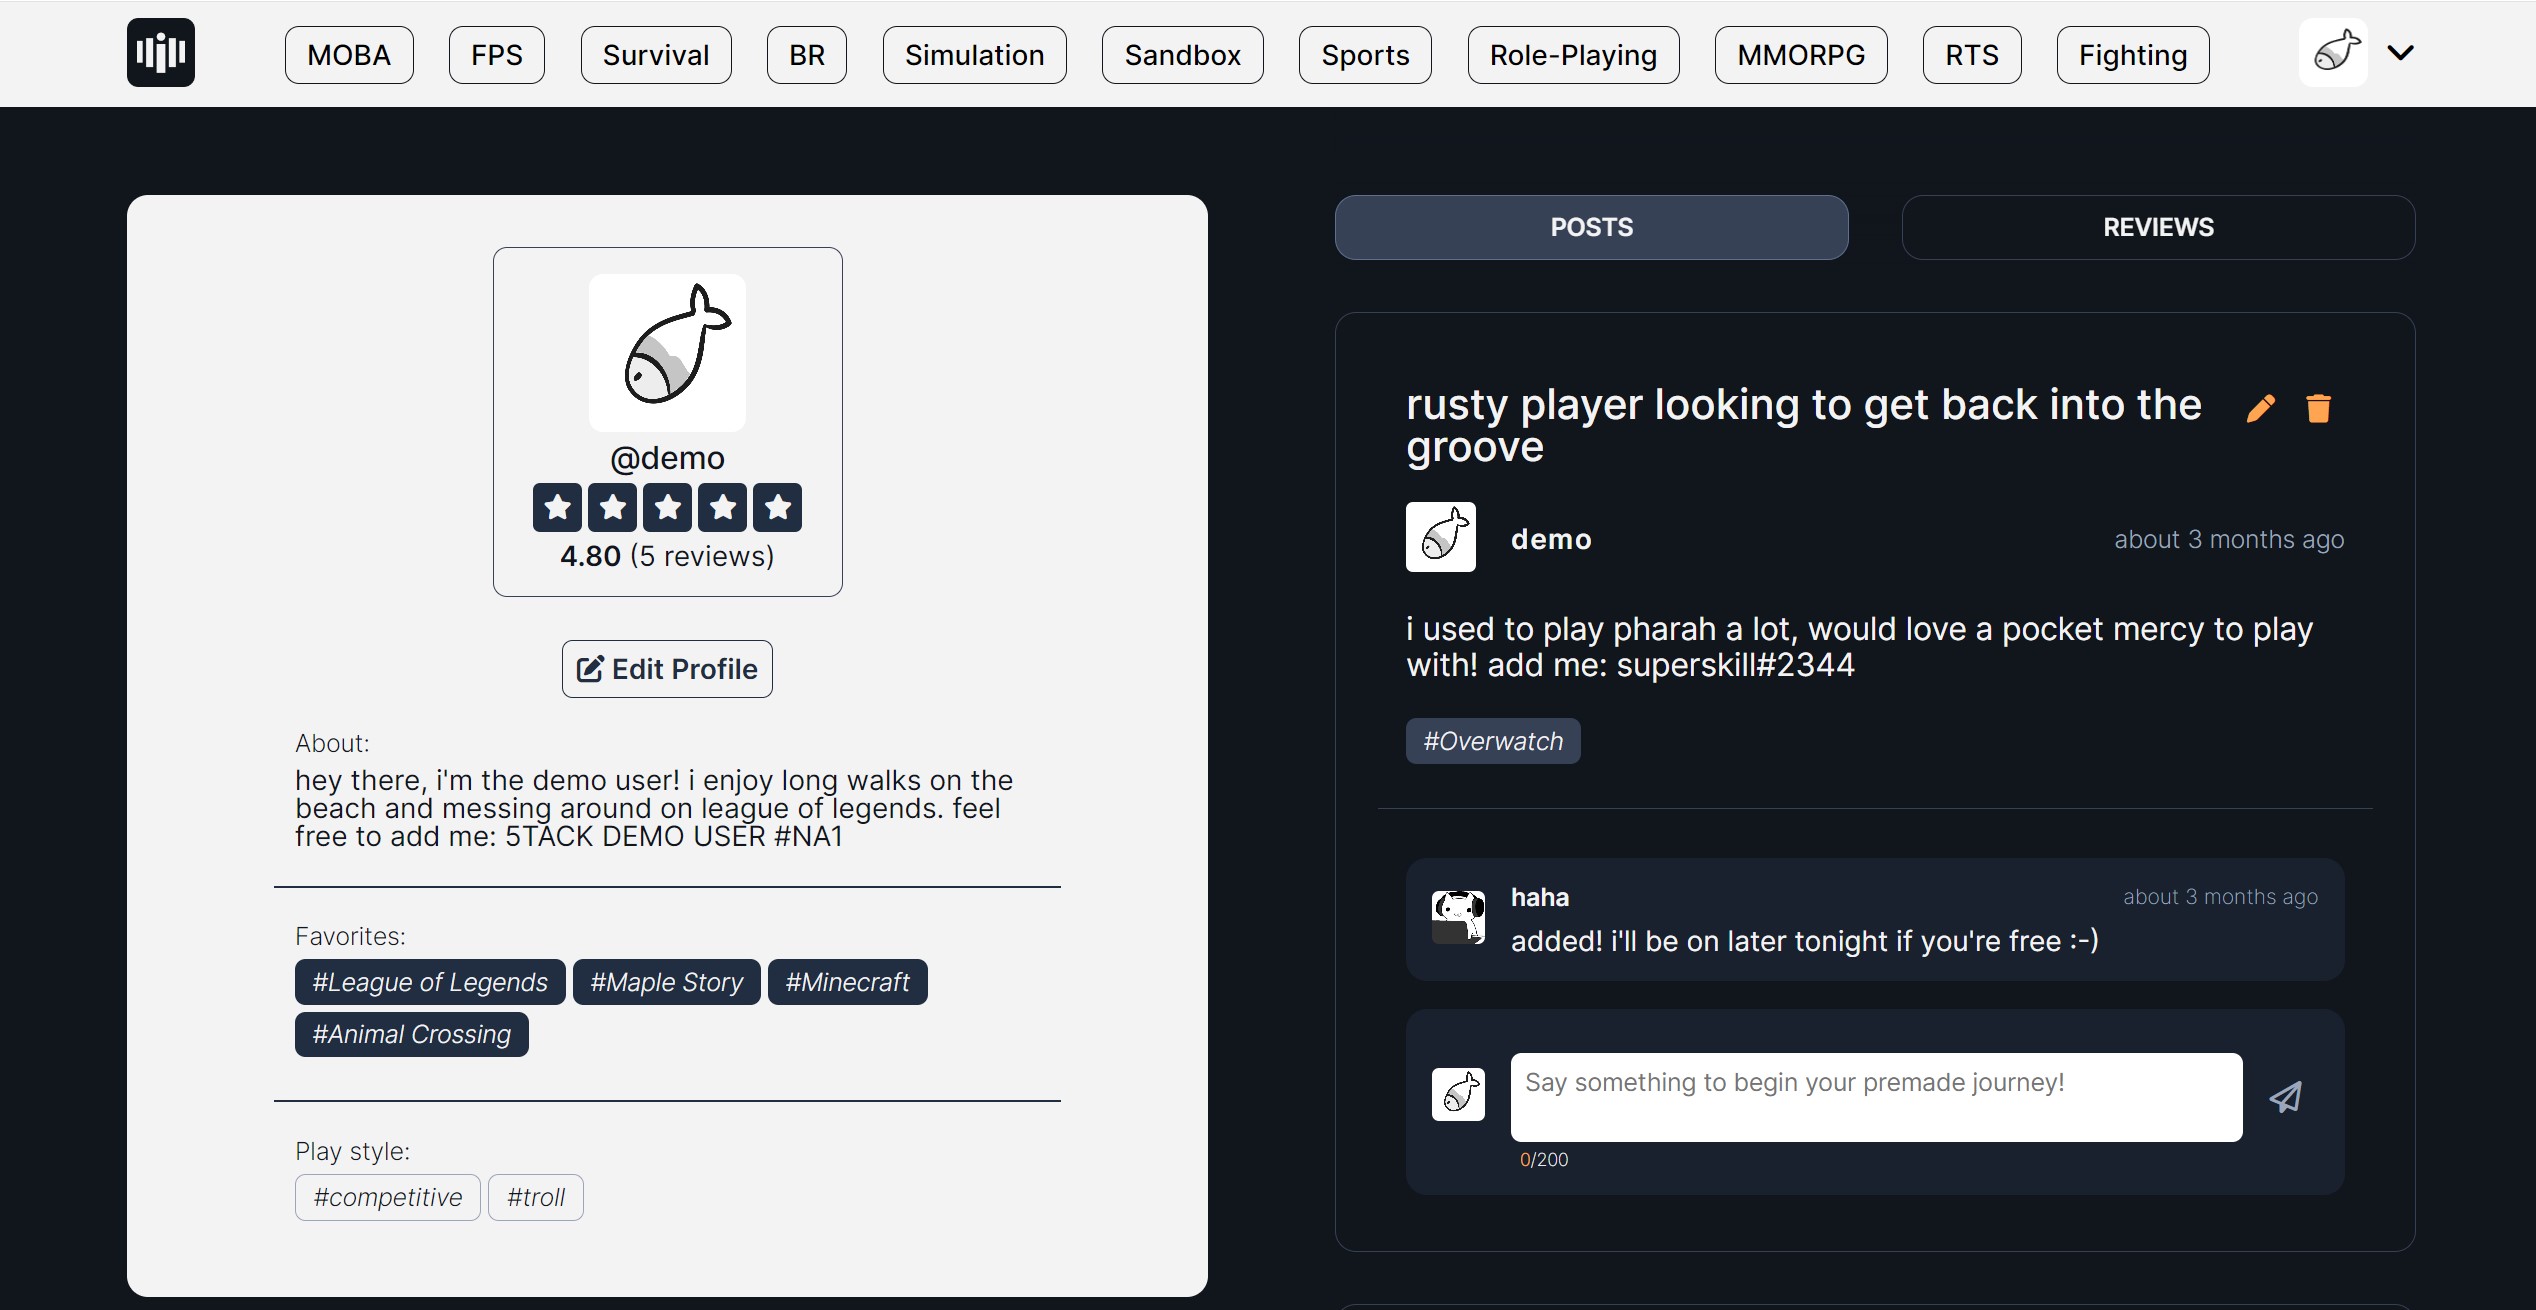 MOBA
FPS
Survival
BR
Simulation
Sandbox
Sports
Role-Playing
MMORPG
RTS
Fighting
@demo
4.80 (5 reviews)
Edit Profile
About:
hey there, i'm the demo user! i enjoy long walks on the
beach and messing around on league of legends. feel
free to add me: 5TACK DEMO USER #NA1
Favorites:
#League of Legends
#Maple Story
#Minecraft
#Animal Crossing
Play style:
#competitive
#troll
POSTS
REVIEWS
rusty player looking to get back into the
groove
demo
about 3 months ago
i used to play pharah a lot, would love a pocket mercy to play
with! add me: superskill#2344
#Overwatch
haha
about 3 months ago
added! i'll be on later tonight if you're free :-)
Say something to begin your premade journey!
0/200